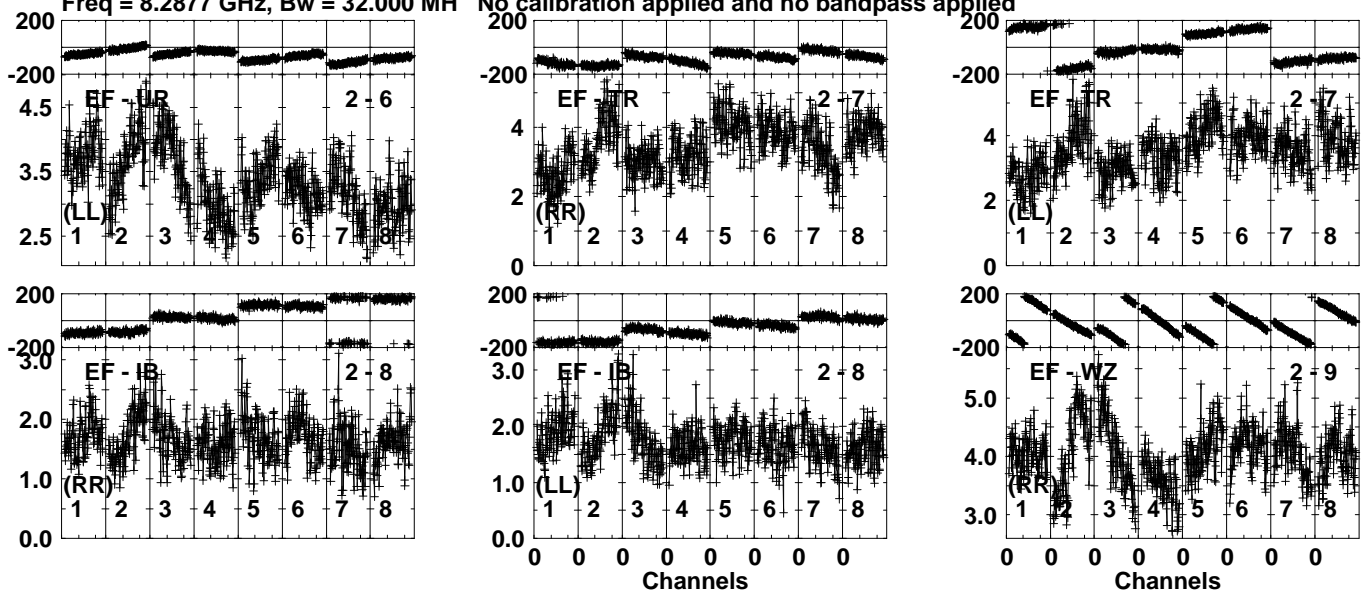 Freq = 8.2877 GHz, Bw = 32.000 MH No calibration applied and no bandpass applied
200
-200
4.5
3.5
2.5
EF - UR 2 - 6
(LL)
1 2 3 4 5 6 7 8
200
-200
4
2
0
EF - TR 2 - 7
(RR)
1 2 3 4 5 6 7 8
200
-200
4
2
0
EF - TR 2 - 7
(LL)
1 2 3 4 5 6 7 8
200
-200
3.0
2.0
1.0
0.0
EF - IB 2 - 8
(RR)
1 2 3 4 5 6 7 8
200
-200
3.0
2.0
1.0
0.0
EF - IB 2 - 8
(LL)
1 2 3 4 5 6 7 8
0 0 0 0 0 0 0 0
Channels
200
-200
5.0
4.0
3.0
EF - WZ 2 - 9
(RR)
1 2 3 4 5 6 7 8
0 0 0 0 0 0 0 0
Channels